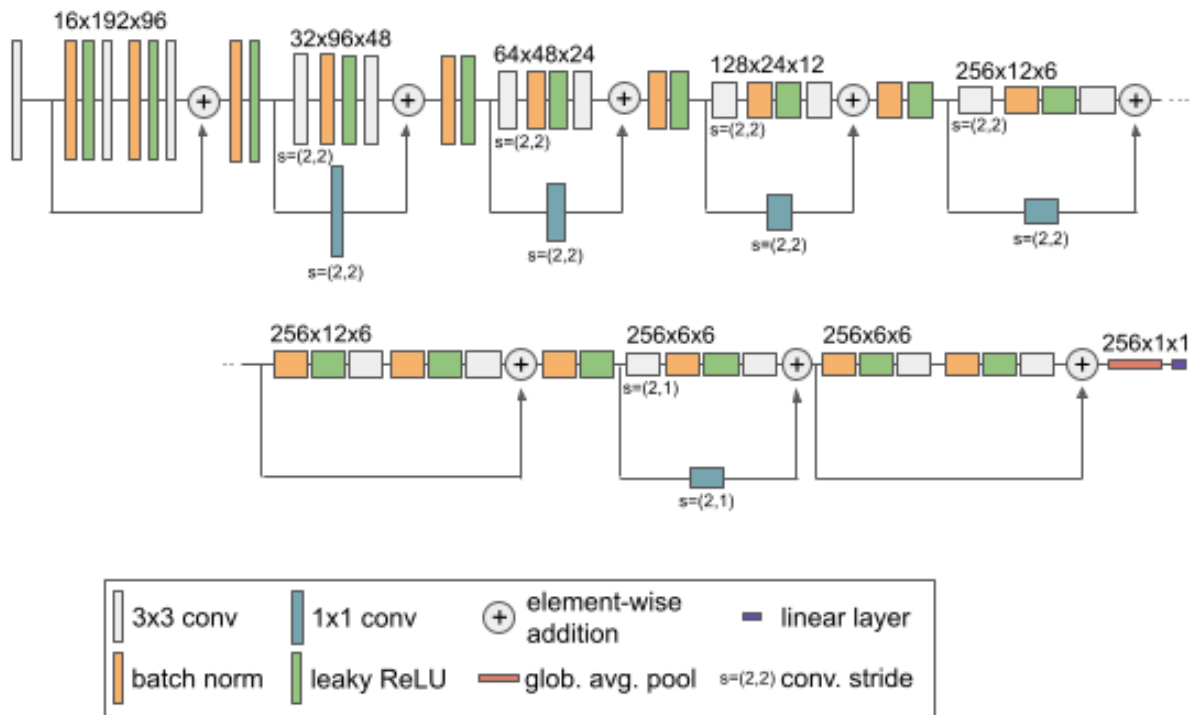 16x192x96
32x96x48
64x48x24
128x24x12
256x12x6
s=(2,2)
s=(2,2)
s=(2,2)
s=(2,2)
s=(2,2)
s=(2,2)
s=(2,2)
s=(2,2)
256x12x6
256x6x6
256x6x6
256x1x1
s=(2,1)
s=(2,1)
3x3 conv
1x1 conv
element-wise
addition
linear layer
batch norm
leaky ReLU
glob. avg. pool
s=(2,2) conv. stride